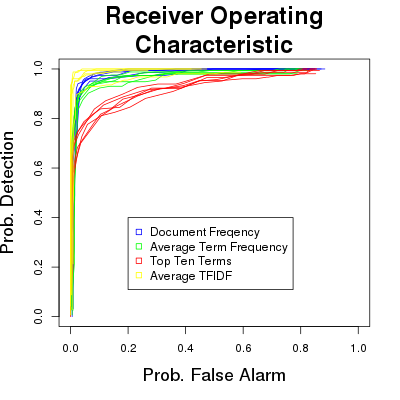 Receiver Operating
Characteristic
Prob. Detection
1.0
0.8
0.6
0.4
0.2
0.0
Document Freqency
Average Term Frequency
Top Ten Terms
Average TFIDF
0.0 0.2 0.4 0.6 0.8 1.0
Prob. False Alarm